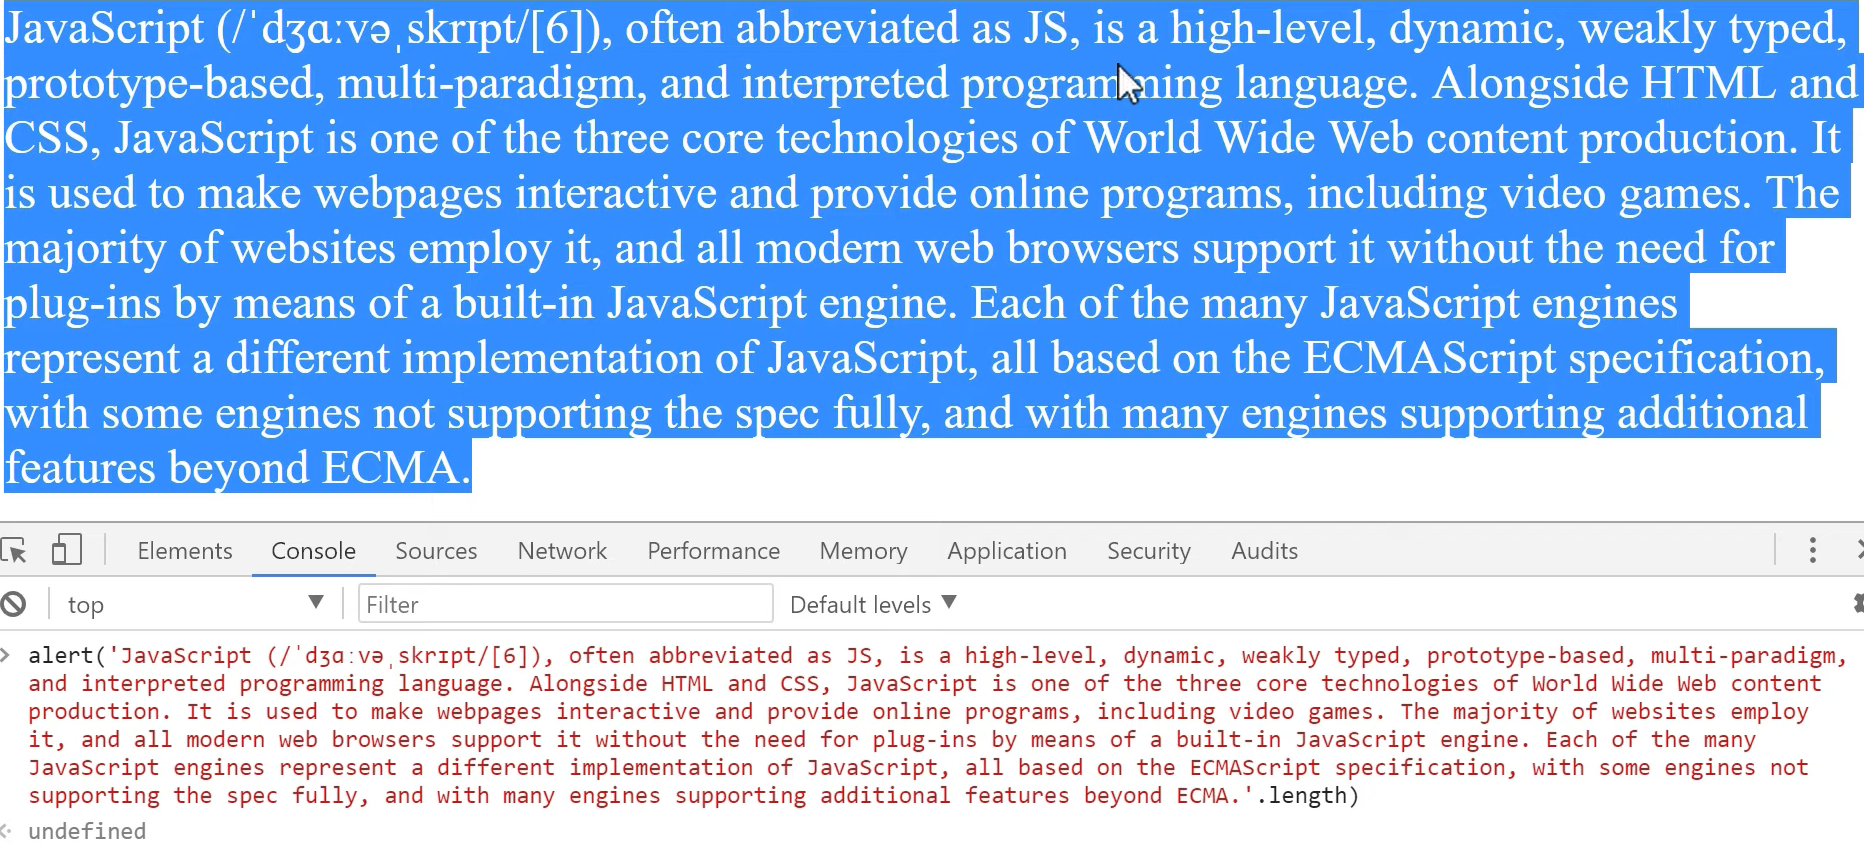 JavaScript (/ˈdʒɑːvəˌskrɪpt/[6]), often abbreviated as JS, is a high-level, dynamic, weakly typed,
prototype-based, multi-paradigm, and interpreted programming language. Alongside HTML and
CSS, JavaScript is one of the three core technologies of World Wide Web content production. It
is used to make webpages interactive and provide online programs, including video games. The
majority of websites employ it, and all modern web browsers support it without the need for
plug-ins by means of a built-in JavaScript engine. Each of the many JavaScript engines
represent a different implementation of JavaScript, all based on the ECMAScript specification,
with some engines not supporting the spec fully, and with many engines supporting additional
features beyond ECMA.
Elements Console Sources Network Performance Memory Application Security Audits
top Filter Default levels
alert('JavaScript (/ˈdʒɑːvəˌskrɪpt/[6]), often abbreviated as JS, is a high-level, dynamic, weakly typed, prototype-based, multi-paradigm,
and interpreted programming language. Alongside HTML and CSS, JavaScript is one of the three core technologies of World Wide Web content
production. It is used to make webpages interactive and provide online programs, including video games. The majority of websites employ
it, and all modern web browsers support it without the need for plug-ins by means of a built-in JavaScript engine. Each of the many
JavaScript engines represent a different implementation of JavaScript, all based on the ECMAScript specification, with some engines not
supporting the spec fully, and with many engines supporting additional features beyond ECMA.'.length)
undefined